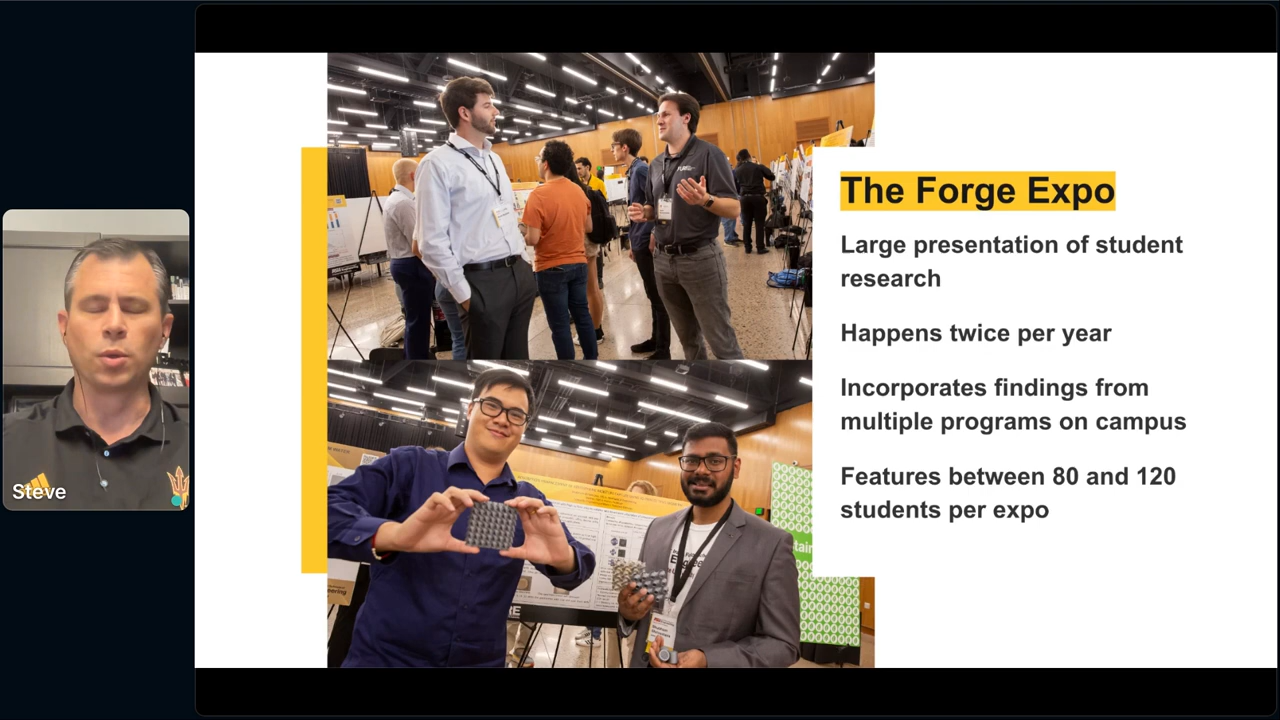 The Forge Expo
Large presentation of student
research
Happens twice per year
Incorporates findings from
multiple programs on campus
Features between 80 and 120
students per expo
Steve